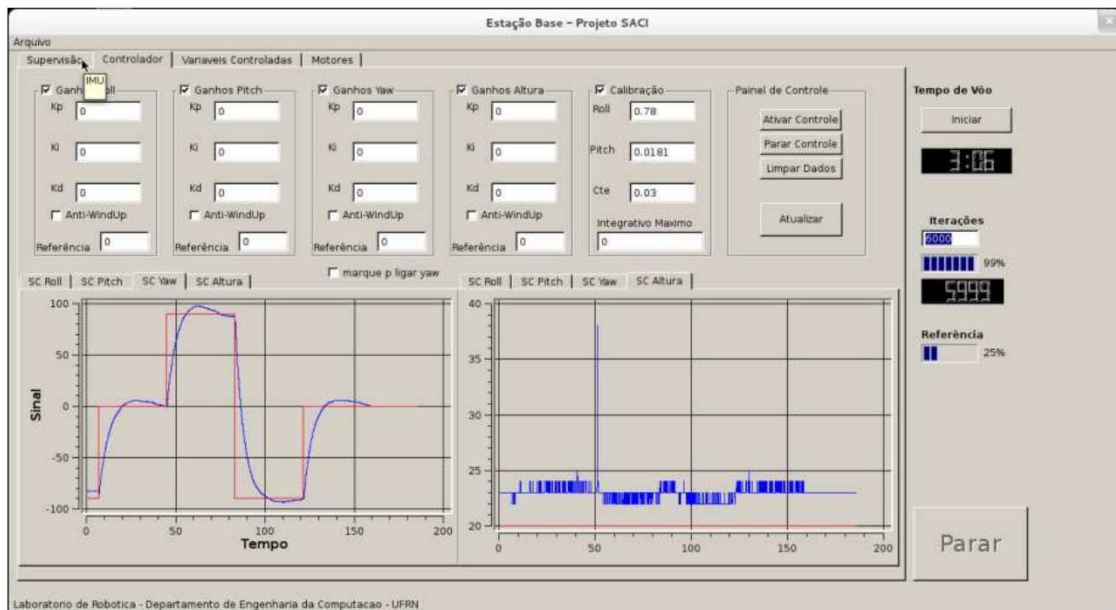 Estação Base - Projeto SACI
Arquivo
Supervisão Controlador Variaveis Controladas Motores
IMU
Ganhos Pitch Ganhos Yaw Ganhos Altura Calibração Painel de Controle
Kp 0 Kp 0 Kp 0 Kp 0 Roll 0.78
Ki 0 Ki 0 Ki 0 Ki 0 Pitch 0.0181
Kd 0 Kd 0 Kd 0 Kd 0 Cte 0.03
Anti-WindUp Anti-WindUp Anti-WindUp Anti-WindUp
Referência 0 Referência 0 Referência 0 Referência 0
Integrativo Maximo
0
Ativar Controle
Parar Controle
Limpar Dados
Atualizar
Tempo de Vôo
Iniciar
3:06
Iterações
6000
99%
5999
Referência
25%
marque p ligar yaw
SC Roll SC Pitch SC Yaw SC Altura
100
50
0
-50
-100
Sinal
0 50 100 150 200
Tempo
SC Roll SC Pitch SC Yaw SC Altura
40
35
30
25
20
0 50 100 150 200
Parar
Laboratorio de Robotica - Departamento de Engenharia da Computacao - UFRN